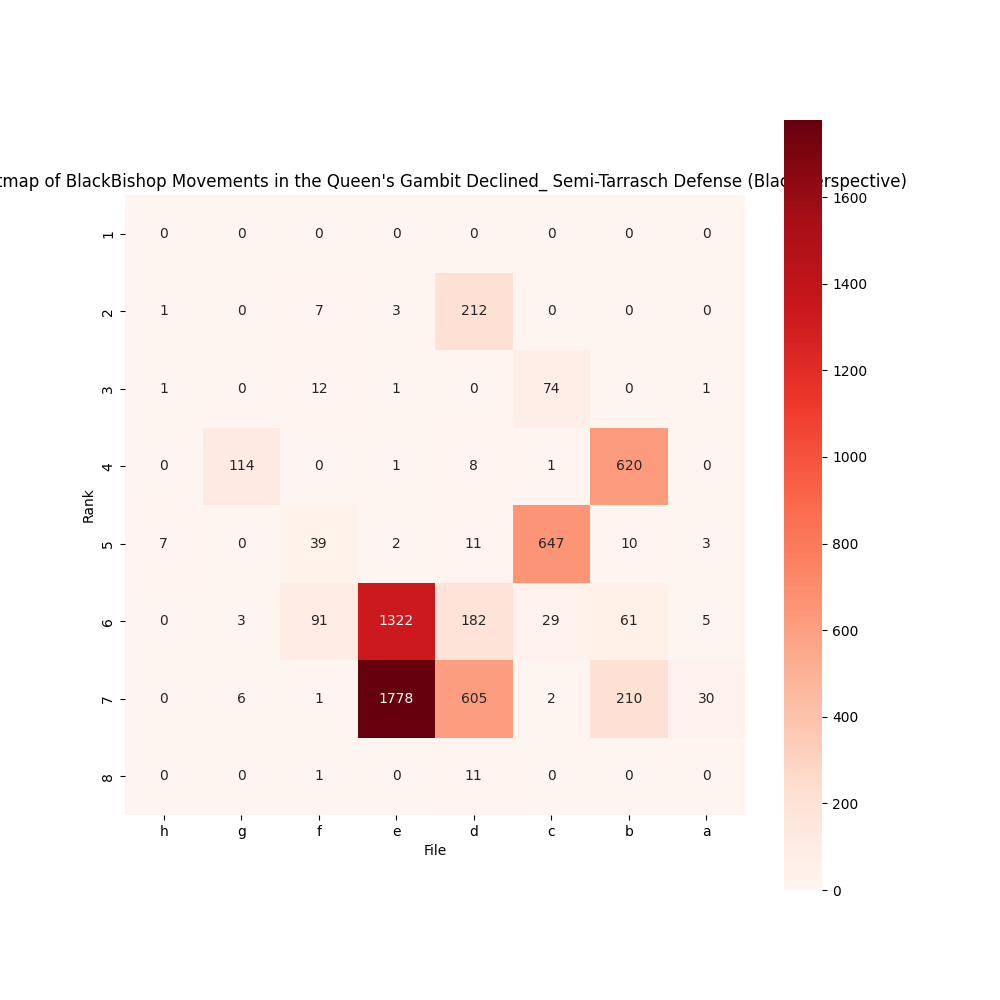 tmap of BlackBishop Movements in the Queen's Gambit Declined_ Semi-Tarrasch Defense (Blac erspective)
1 0 0 0 0 0 0 0 0
2 1 0 7 3 212 0 0 0
3 1 0 12 1 0 74 0 1
4 0 114 0 1 8 1 620 0
5 7 0 39 2 11 647 10 3
6 0 3 91 1322 182 29 61 5
7 0 6 1 1778 605 2 210 30
8 0 0 1 0 11 0 0 0
Rank
h g f e d c b a
File
1600
1400
1200
1000
800
600
400
200
0